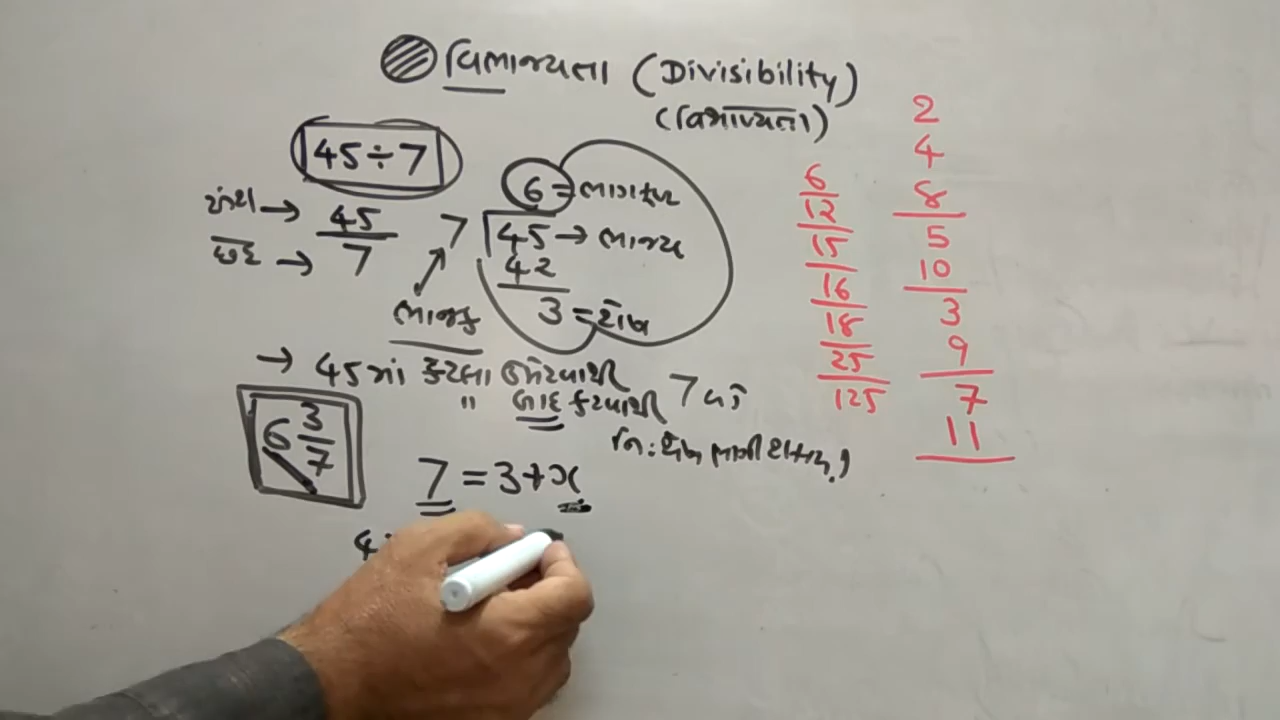 વિભાજ્યતા (Divisibility)
(વિભાજ્યતા)
45÷7
અંશ → 45
છેદ → 7
6 = ભાગફળ
7 45 → ભાજ્ય
42
3 = શેષ
ભાજક
→ 45માં કેટલા ઉમેરવાથી
" બાદ કરવાથી 7 વડે
નિ:શેષ ભાગી શકાય.?
6 3/7
7 = 3+x
6
12
15
16
18
25
125
2
4
8
5
10
3
9
7
11